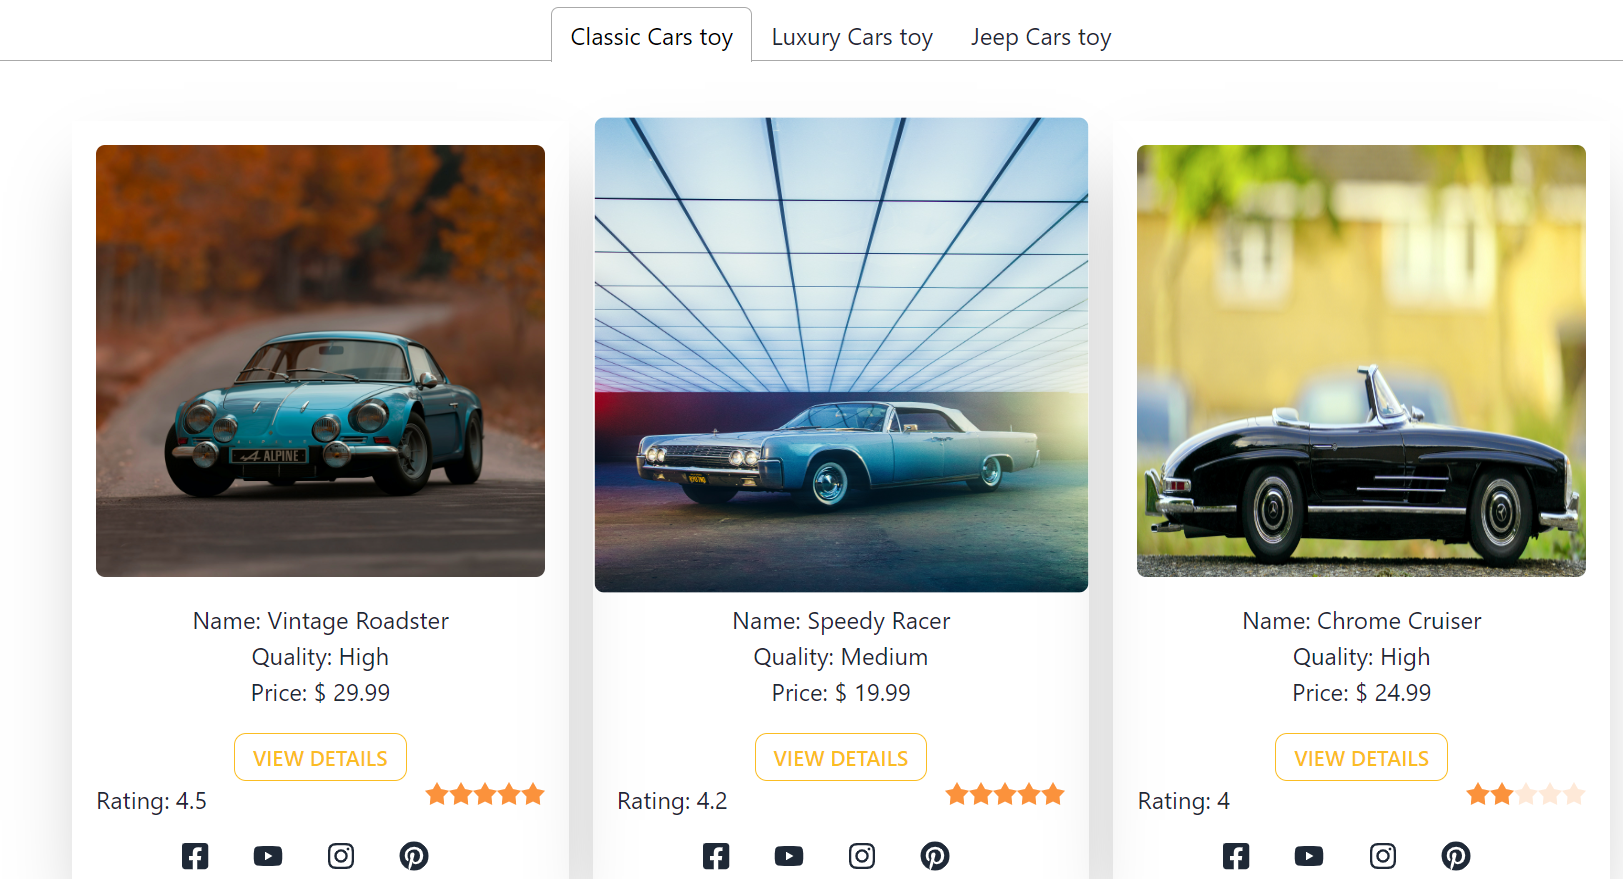 Classic Cars toy
Luxury Cars toy
Jeep Cars toy
ALPINE
Name: Vintage Roadster
Quality: High
Price: $ 29.99
VIEW DETAILS
Rating: 4.5
Name: Speedy Racer
Quality: Medium
Price: $ 19.99
VIEW DETAILS
Rating: 4.2
Name: Chrome Cruiser
Quality: High
Price: $ 24.99
VIEW DETAILS
Rating: 4